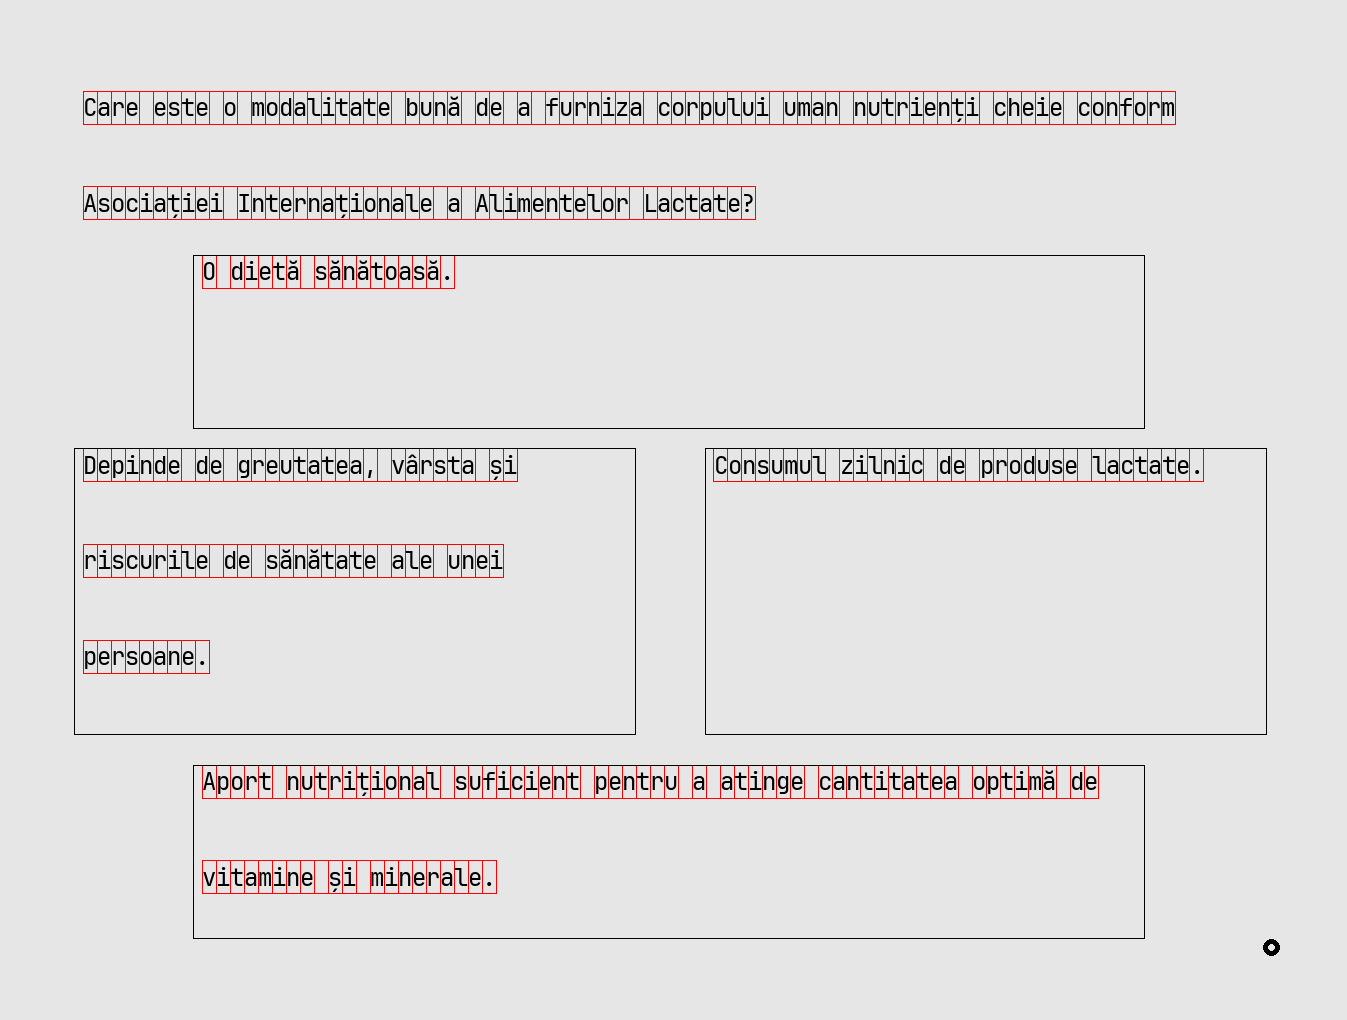 Care este o modalitate bună de a furniza corpului uman nutrienți cheie conform
Asociației Internaționale a Alimentelor Lactate?
O dietă sănătoasă.
Depinde de greutatea, vârsta și
riscurile de sănătate ale unei
persoane.
Consumul zilnic de produse lactate.
Aport nutrițional suficient pentru a atinge cantitatea optimă de
vitamine și minerale.